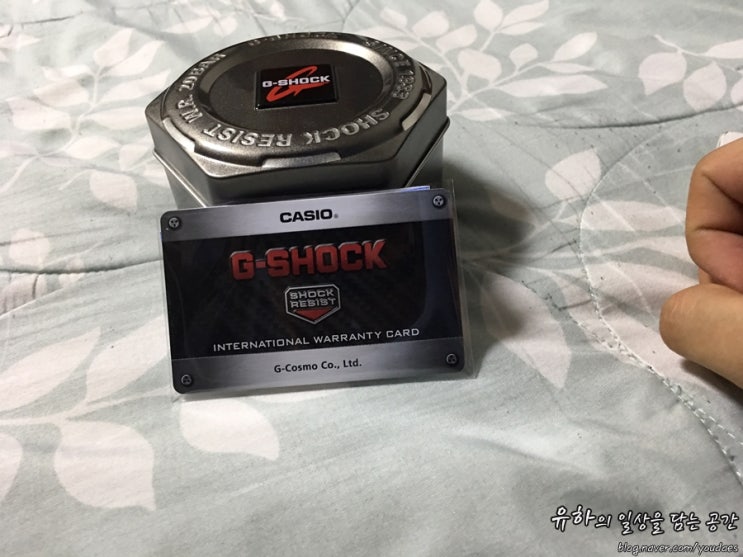 G-SHOCK
SHOCK RESIST W.R. 20BAR
CASIO®
G-SHOCK
SHOCK
RESIST
INTERNATIONAL WARRANTY CARD
G-Cosmo Co., Ltd.
유하의 일상을 담는 공간
blog.naver.com/youdaes